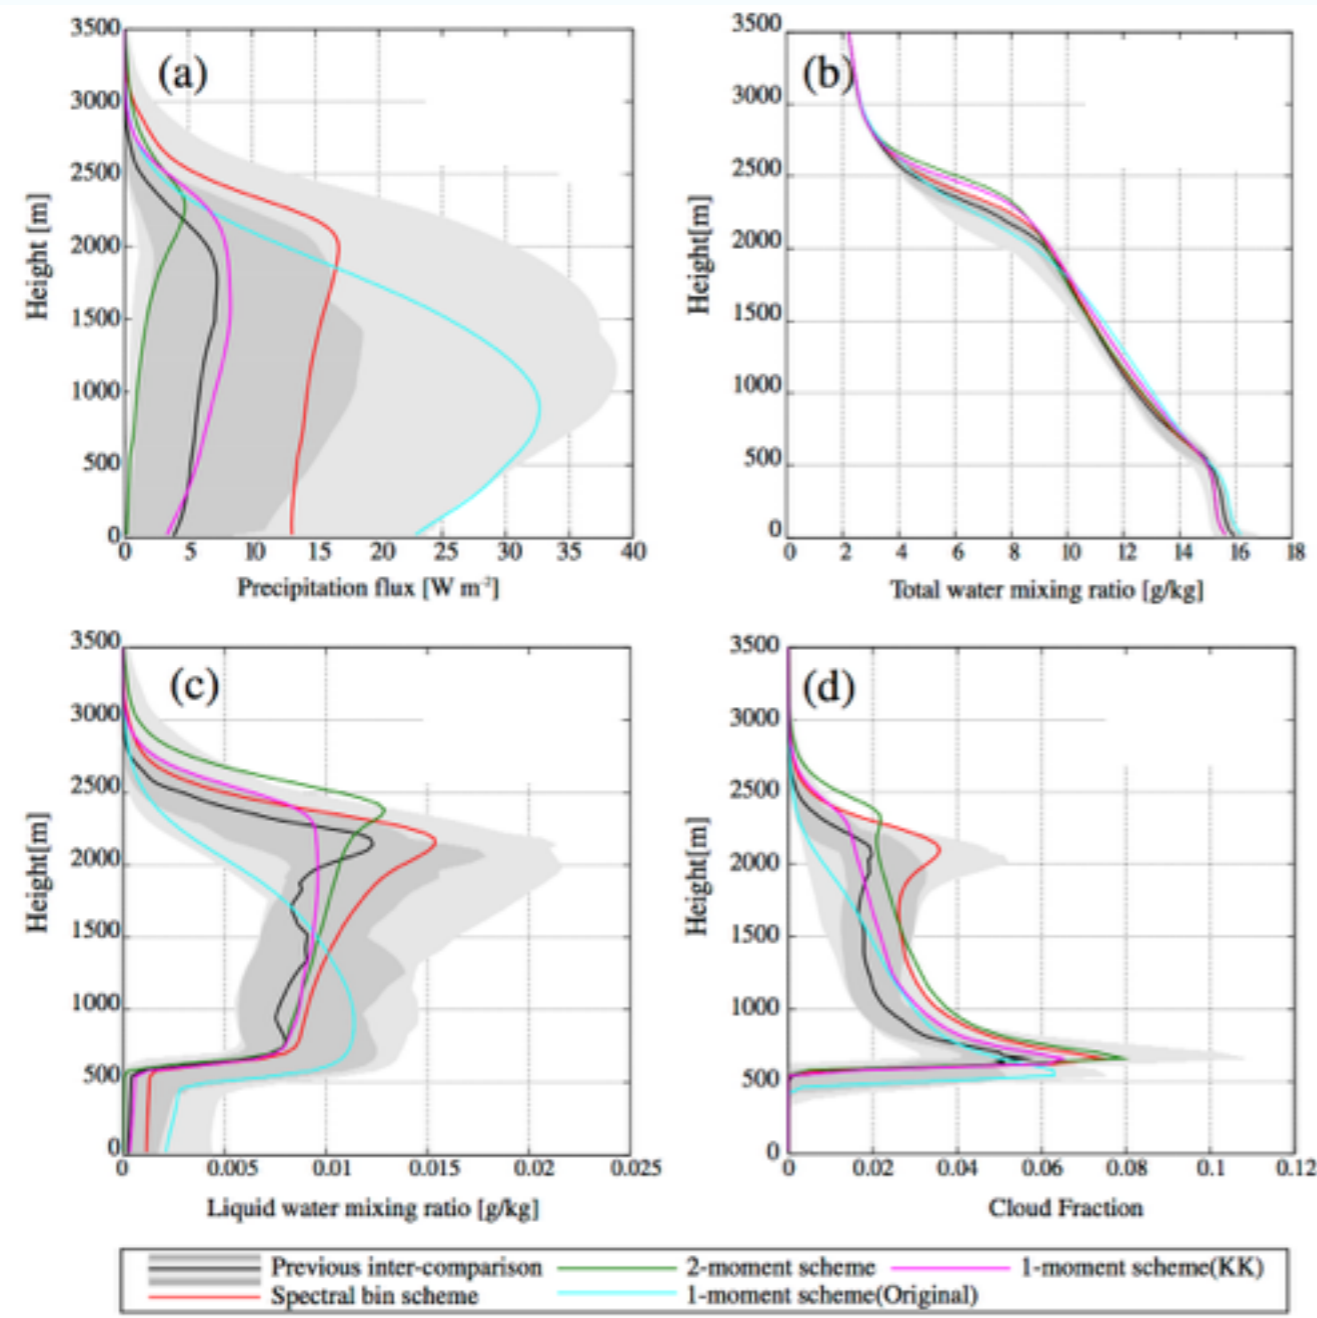 3500
3000
2500
2000
1500
1000
500
0
(a)
Height [m]
0 5 10 15 20 25 30 35 40
Precipitation flux [W m⁻²]
3500
3000
2500
2000
1500
1000
500
0
(b)
Height[m]
0 2 4 6 8 10 12 14 16 18
Total water mixing ratio [g/kg]
3500
3000
2500
2000
1500
1000
500
0
(c)
Height[m]
0 0.005 0.01 0.015 0.02 0.025
Liquid water mixing ratio [g/kg]
3500
3000
2500
2000
1500
1000
500
0
(d)
Height[m]
0 0.02 0.04 0.06 0.08 0.1 0.12
Cloud Fraction
Previous inter-comparison 2-moment scheme 1-moment scheme(KK)
Spectral bin scheme 1-moment scheme(Original)